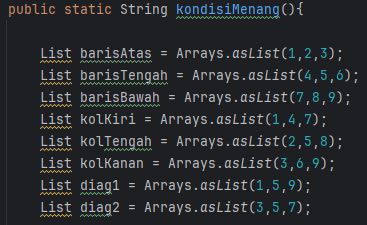 public static String kondisiMenang(){
List barisAtas = Arrays.asList(1,2,3);
List barisTengah = Arrays.asList(4,5,6);
List barisBawah = Arrays.asList(7,8,9);
List kolKiri = Arrays.asList(1,4,7);
List kolTengah = Arrays.asList(2,5,8);
List kolKanan = Arrays.asList(3,6,9);
List diag1 = Arrays.asList(1,5,9);
List diag2 = Arrays.asList(3,5,7);